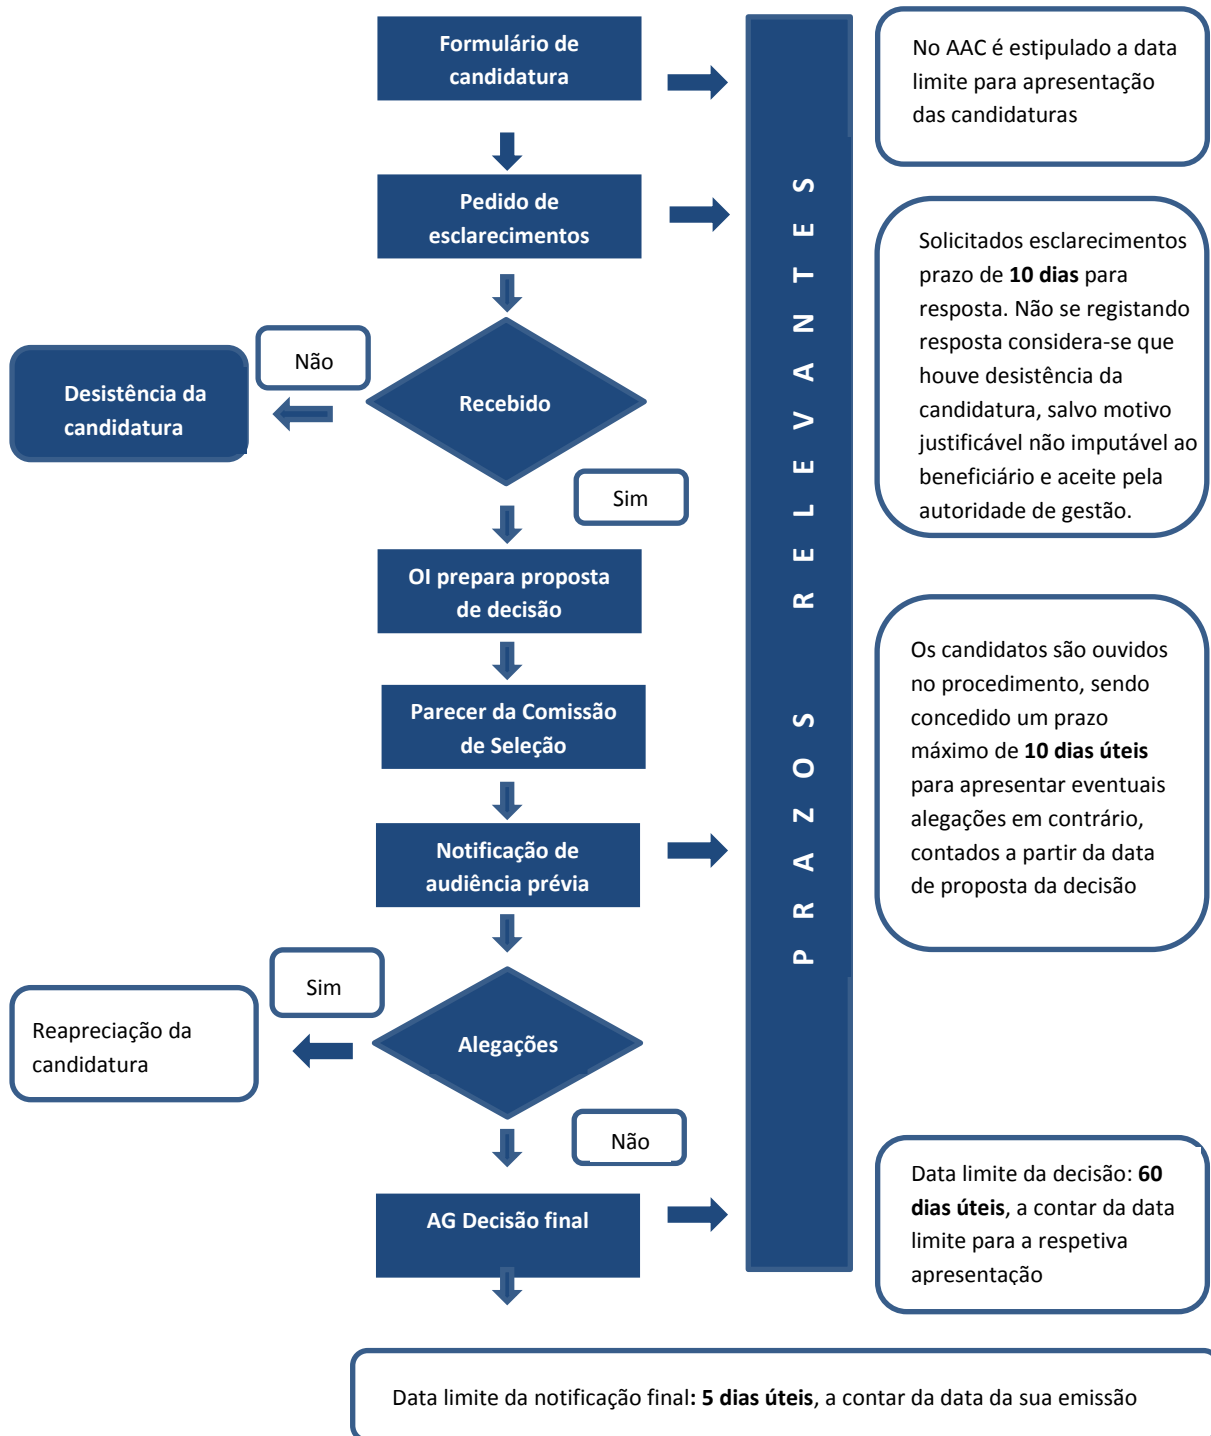 Formulário de
candidatura
No AAC é estipulado a data
limite para apresentação
das candidaturas
Pedido de
esclarecimentos
Solicitados esclarecimentos
prazo de 10 dias para
resposta. Não se registando
resposta considera-se que
houve desistência da
candidatura, salvo motivo
justificável não imputável ao
beneficiário e aceite pela
autoridade de gestão.
Não
Desistência da
candidatura
Recebido
Sim
OI prepara proposta
de decisão
Parecer da Comissão
de Seleção
Notificação de
audiência prévia
Os candidatos são ouvidos
no procedimento, sendo
concedido um prazo
máximo de 10 dias úteis
para apresentar eventuais
alegações em contrário,
contados a partir da data
de proposta da decisão
PRAZOS RELEVANTES
Sim
Reapreciação da
candidatura
Alegações
Não
AG Decisão final
Data limite da decisão: 60
dias úteis, a contar da data
limite para a respetiva
apresentação
Data limite da notificação final: 5 dias úteis, a contar da data da sua emissão